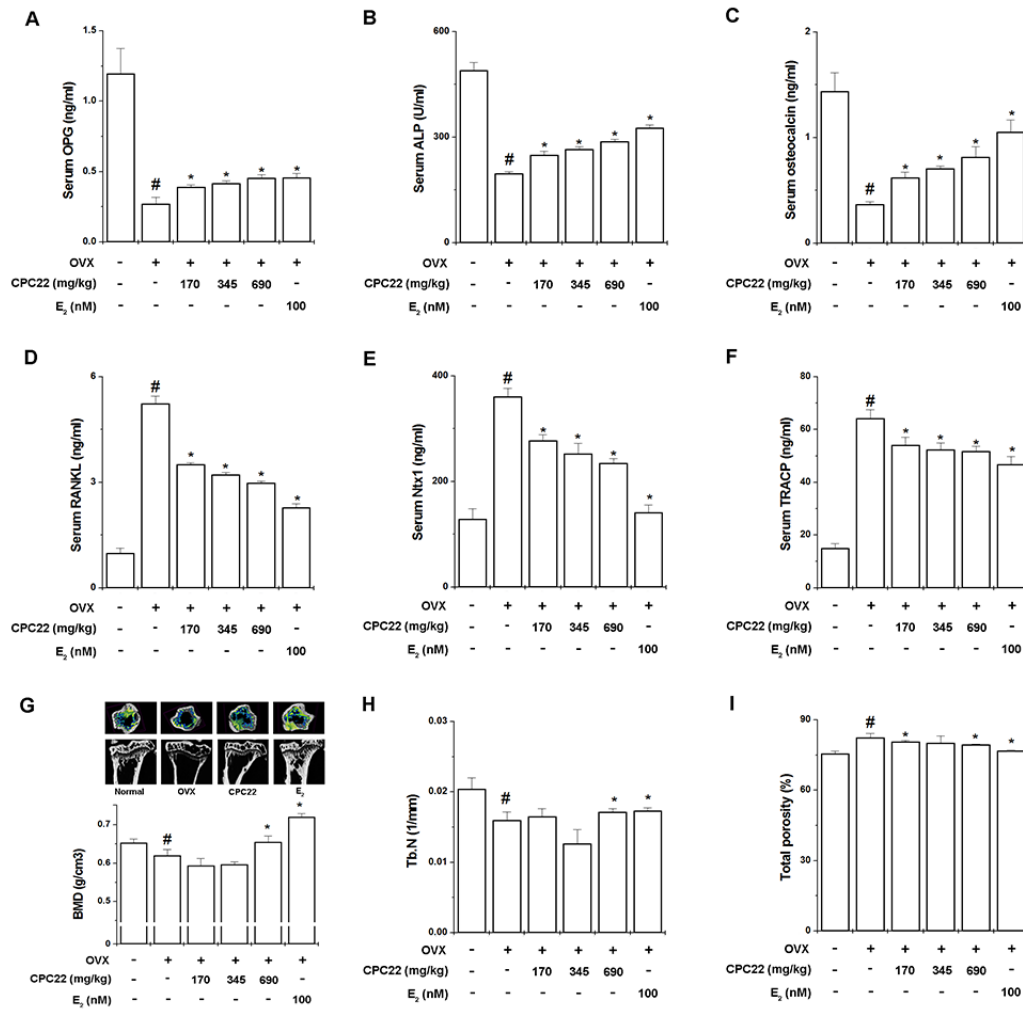 A
1.5
1.0
0.5
0.0
Serum OPG (ng/ml)
# * * * *
OVX - + + + + +
CPC22 (mg/kg) - - 170 345 690 -
E2 (nM) - - - - - 100
B
600
300
0
Serum ALP (U/ml)
# * * * *
OVX - + + + + +
CPC22 (mg/kg) - - 170 345 690 -
E2 (nM) - - - - - 100
C
2
1
0
Serum osteoalcin (ng/ml)
# * * * *
OVX - + + + + +
CPC22 (mg/kg) - - 170 345 690 -
E2 (nM) - - - - - 100
D
6
3
0
Serum RANKL (ng/ml)
# * * * *
OVX - + + + + +
CPC22 (mg/kg) - - 170 345 690 -
E2 (nM) - - - - - 100
E
400
200
0
Serum Ntx1 (ng/ml)
# * * * *
OVX - + + + + +
CPC22 (mg/kg) - - 170 345 690 -
E2 (nM) - - - - - 100
F
80
60
40
20
0
Serum TRACP (ng/ml)
# * * * *
OVX - + + + + +
CPC22 (mg/kg) - - 170 345 690 -
E2 (nM) - - - - - 100
G
Normal OVX CPC22 E2
0.7
0.6
0.5
0
BMD (g/cm3)
# * *
OVX - + + + + +
CPC22 (mg/kg) - - 170 345 690 -
E2 (nM) - - - - - 100
H
0.03
0.02
0.01
0.00
Tb.N (1/mm)
# * *
OVX - + + + + +
CPC22 (mg/kg) - - 170 345 690 -
E2 (nM) - - - - - 100
I
80
60
40
20
0
Total porosity (%)
# * * *
OVX - + + + + +
CPC22 (mg/kg) - - 170 345 690 -
E2 (nM) - - - - - 100